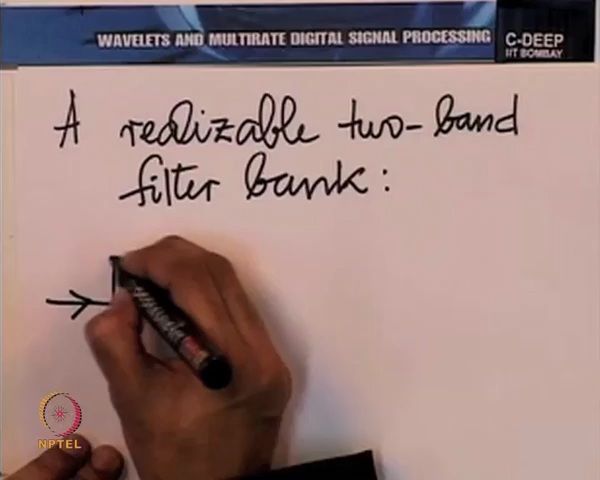 WAVELETS AND MULTIRATE DIGITAL SIGNAL PROCESSING
C-DEEP
IIT BOMBAY
A realizable two-band
filter bank:
NPTEL